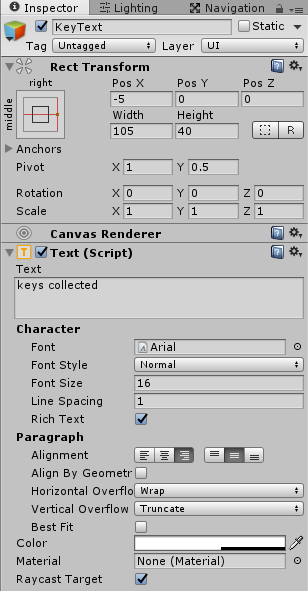 Inspector Lighting Navigation
KeyText Static
Tag Untagged Layer UI
Rect Transform
right Pos X Pos Y Pos Z
middle -5 0 0
Width Height
105 40 R
Anchors
Pivot X 1 Y 0.5
Rotation X 0 Y 0 Z 0
Scale X 1 Y 1 Z 1
Canvas Renderer
T Text (Script)
Text
keys collected
Character
Font Arial
Font Style Normal
Font Size 16
Line Spacing 1
Rich Text
Paragraph
Alignment
Align By Geometr
Horizontal Overflo Wrap
Vertical Overflow Truncate
Best Fit
Color
Material None (Material)
Raycast Target